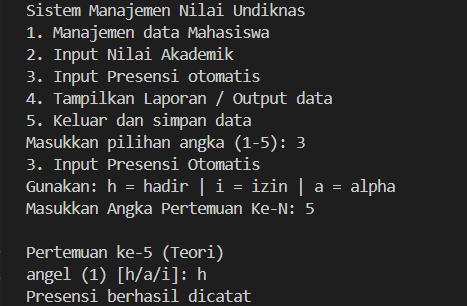 Sistem Manajemen Nilai Undiknas
1. Manajemen data Mahasiswa
2. Input Nilai Akademik
3. Input Presensi otomatis
4. Tampilkan Laporan / Output data
5. Keluar dan simpan data
Masukkan pilihan angka (1-5): 3
3. Input Presensi Otomatis
Gunakan: h = hadir | i = izin | a = alpha
Masukkan Angka Pertemuan Ke-N: 5
Pertemuan ke-5 (Teori)
angel (1) [h/a/i]: h
Presensi berhasil dicatat